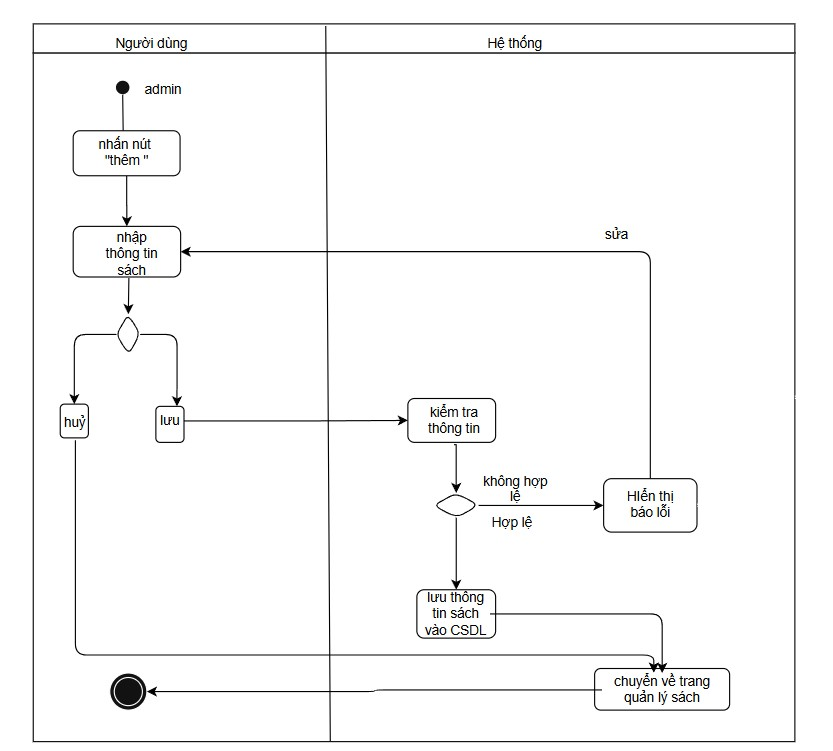 Người dùng
Hệ thống
admin
nhấn nút
"thêm "
nhập
thông tin
sách
sửa
huỷ
lưu
kiểm tra
thông tin
không hợp
lệ
Hợp lệ
HIển thị
báo lỗi
lưu thông
tin sách
vào CSDL
chuyển về trang
quản lý sách